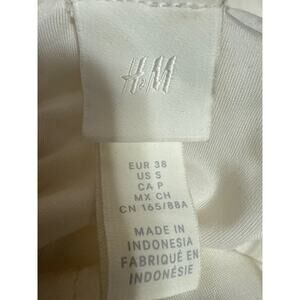 H&M
EUR 38
US S
CA P
MX CH
CN 165/88A
MADE IN
INDONESIA
FABRIQUÉ EN
INDONÉSIE